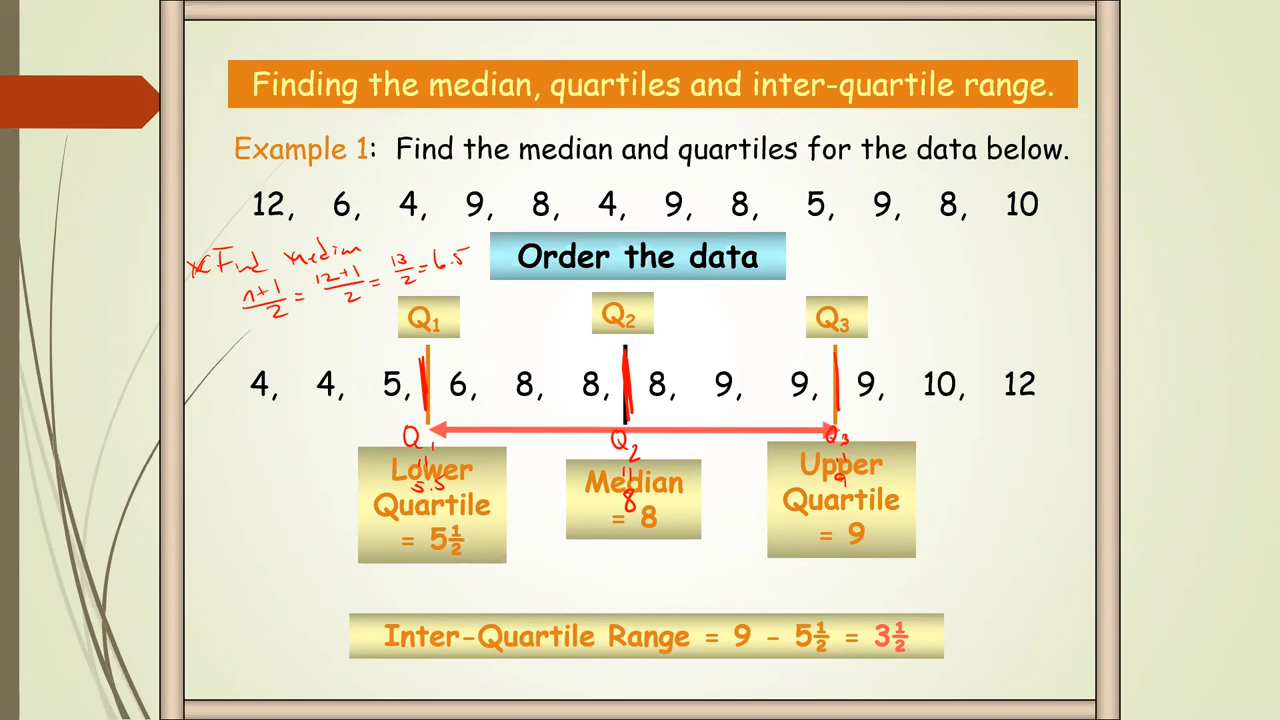 Finding the median, quartiles and inter-quartile range.
Example 1: Find the median and quartiles for the data below.
12, 6, 4, 9, 8, 4, 9, 8, 5, 9, 8, 10
Find median
n+1/2 = 12+1/2 = 13/2 = 6.5
Order the data
Q₁ Q₂ Q₃
4, 4, 5, 6, 8, 8, 8, 9, 9, 9, 10, 12
Q₁ Q₂ Q₃
= 5.5
= 8
= 9
Lower Quartile = 5½
Median = 8
Upper Quartile = 9
Inter-Quartile Range = 9 - 5½ = 3½